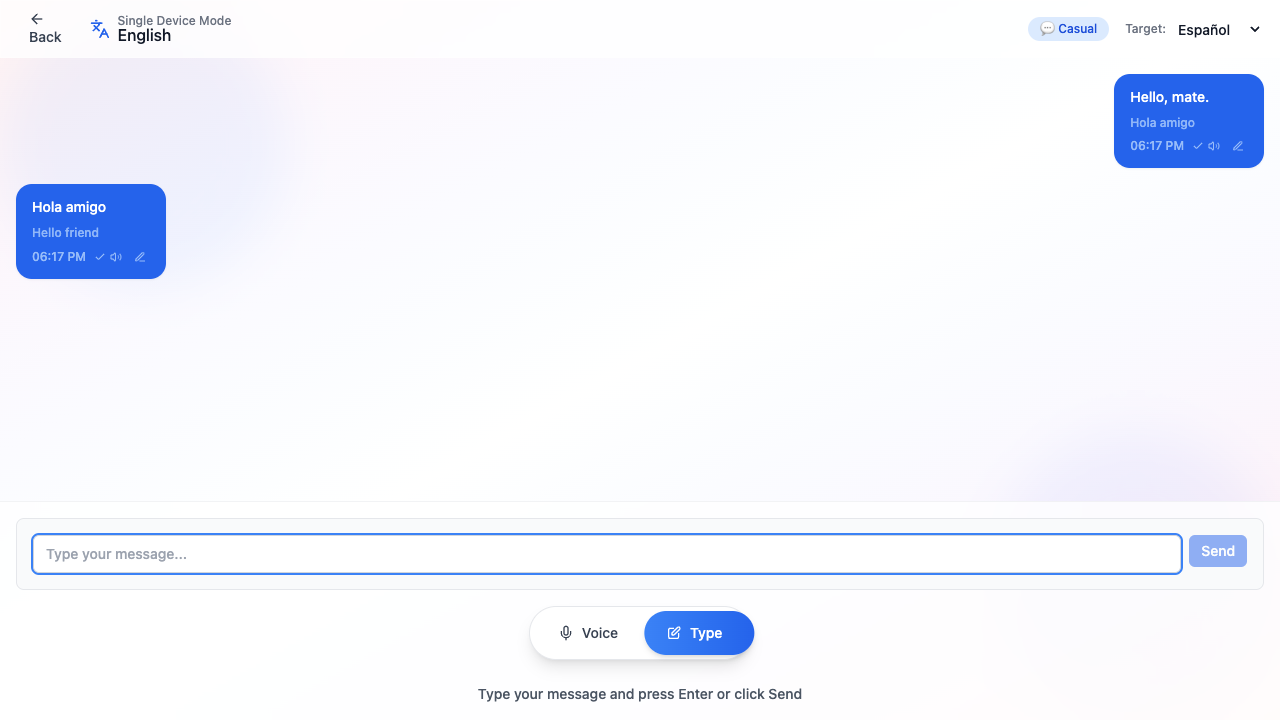 Back
Single Device Mode
English
💬 Casual
Target:
Español
Hello, mate.
Hola amigo
06:17 PM
Hola amigo
Hello friend
06:17 PM
Type your message...
Send
Voice
Type
Type your message and press Enter or click Send